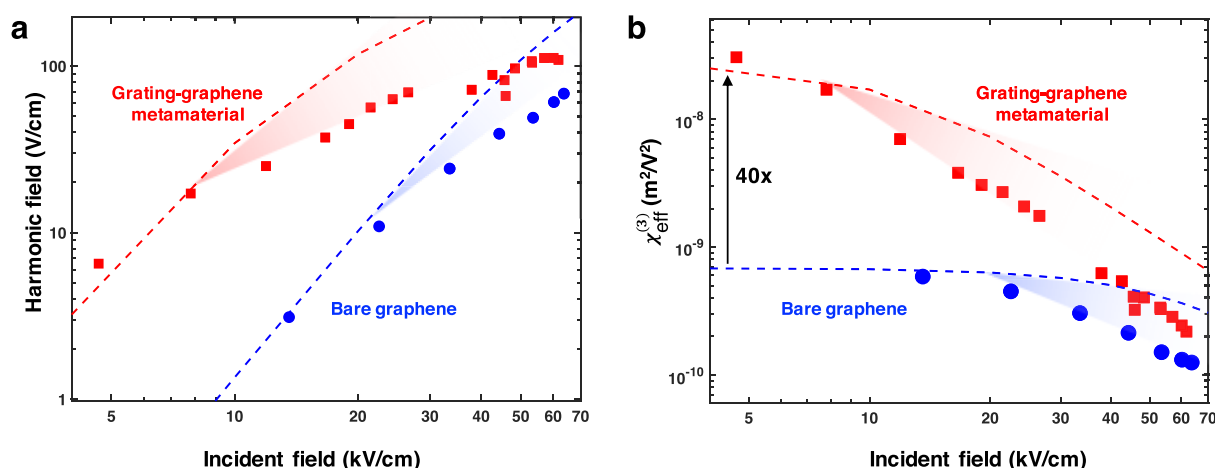 a
100
10
1
Harmonic field (V/cm)
Grating-graphene
metamaterial
Bare graphene
5 10 20 30 40 50 60 70
Incident field (kV/cm)
b
10⁻⁸
10⁻⁹
10⁻¹⁰
χ_eff^(3) (m²/V²)
Grating-graphene
metamaterial
40x
Bare graphene
5 10 20 30 40 50 60 70
Incident field (kV/cm)